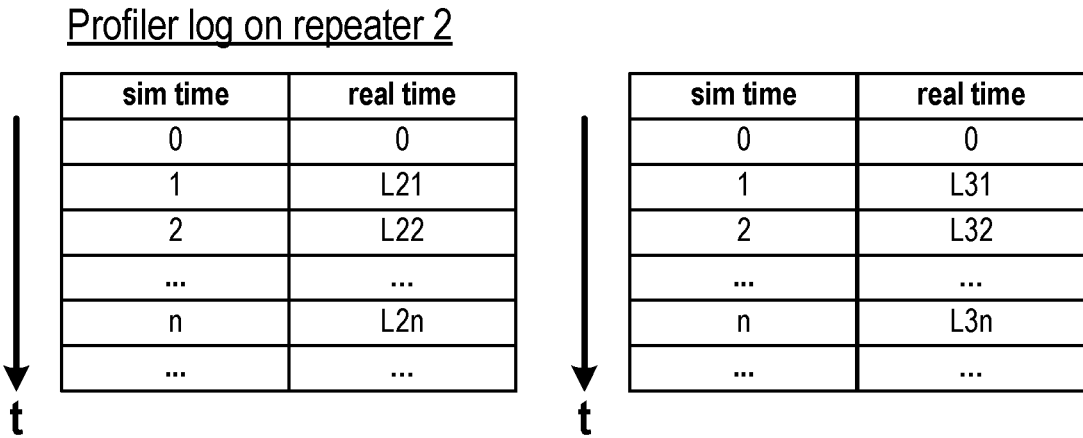 Profiler log on repeater 2
sim time real time
0 0
1 L21
2 L22
... ...
n L2n
... ...
t
sim time real time
0 0
1 L31
2 L32
... ...
n L3n
... ...
t